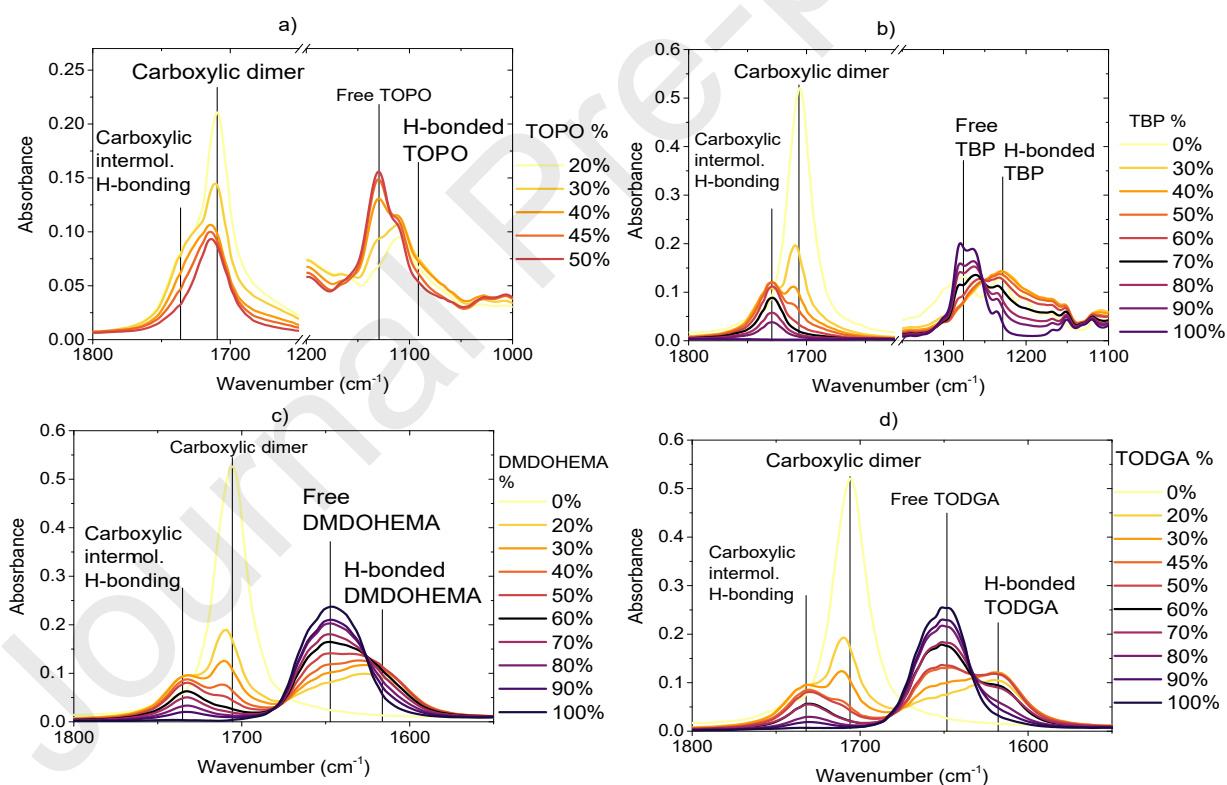 a)
Carboxylic dimer
Carboxylic
intermol.
H-bonding
Free TOPO
H-bonded
TOPO
TOPO %
20%
30%
40%
45%
50%
0.25
0.20
0.15
0.10
0.05
0.00
Absorbance
1800
1700
1200
1100
1000
Wavenumber (cm-1)
b)
Carboxylic dimer
Carboxylic
intermol.
H-bonding
Free
TBP
H-bonded
TBP
TBP %
0%
30%
40%
50%
60%
70%
80%
90%
100%
0.6
0.5
0.4
0.3
0.2
0.1
0.0
Absorbance
1800
1700
1300
1200
1100
Wavenumber (cm-1)
c)
Carboxylic dimer
Carboxylic
intermol.
H-bonding
Free
DMDOHEMA
H-bonded
DMDOHEMA
DMDOHEMA
%
0%
20%
30%
40%
50%
60%
70%
80%
90%
100%
0.6
0.5
0.4
0.3
0.2
0.1
0.0
Abosrbance
1800
1700
1600
Wavenumber (cm-1)
d)
Carboxylic dimer
Carboxylic
intermol.
H-bonding
Free TODGA
H-bonded
TODGA
TODGA %
0%
20%
30%
45%
50%
60%
70%
80%
90%
100%
0.6
0.5
0.4
0.3
0.2
0.1
0.0
Absorbance
1800
1700
1600
Wavenumber (cm-1)
Journal Pre-p